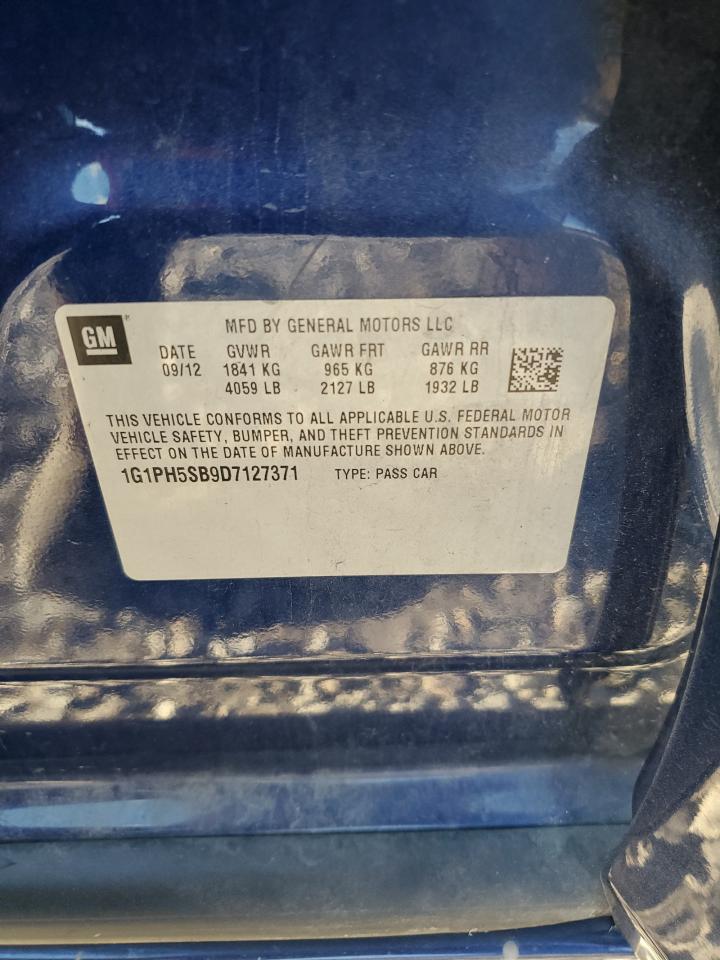 GM
MFD BY GENERAL MOTORS LLC
DATE GVWR GAWR FRT GAWR RR
09/12 1841 KG 965 KG 876 KG
4059 LB 2127 LB 1932 LB
THIS VEHICLE CONFORMS TO ALL APPLICABLE U.S. FEDERAL MOTOR
VEHICLE SAFETY, BUMPER, AND THEFT PREVENTION STANDARDS IN
EFFECT ON THE DATE OF MANUFACTURE SHOWN ABOVE.
1G1PH5SB9D7127371 TYPE: PASS CAR